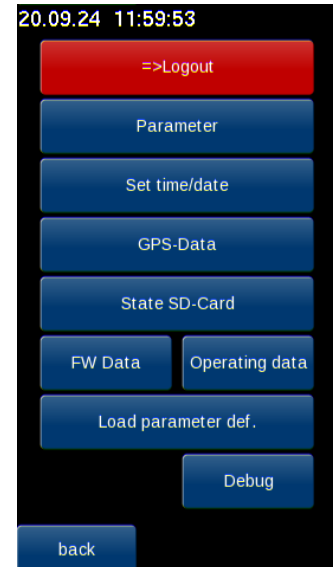 20.09.24 11:59:53
=>Logout
Parameter
Set time/date
GPS-Data
State SD-Card
FW Data Operating data
Load parameter def.
Debug
back